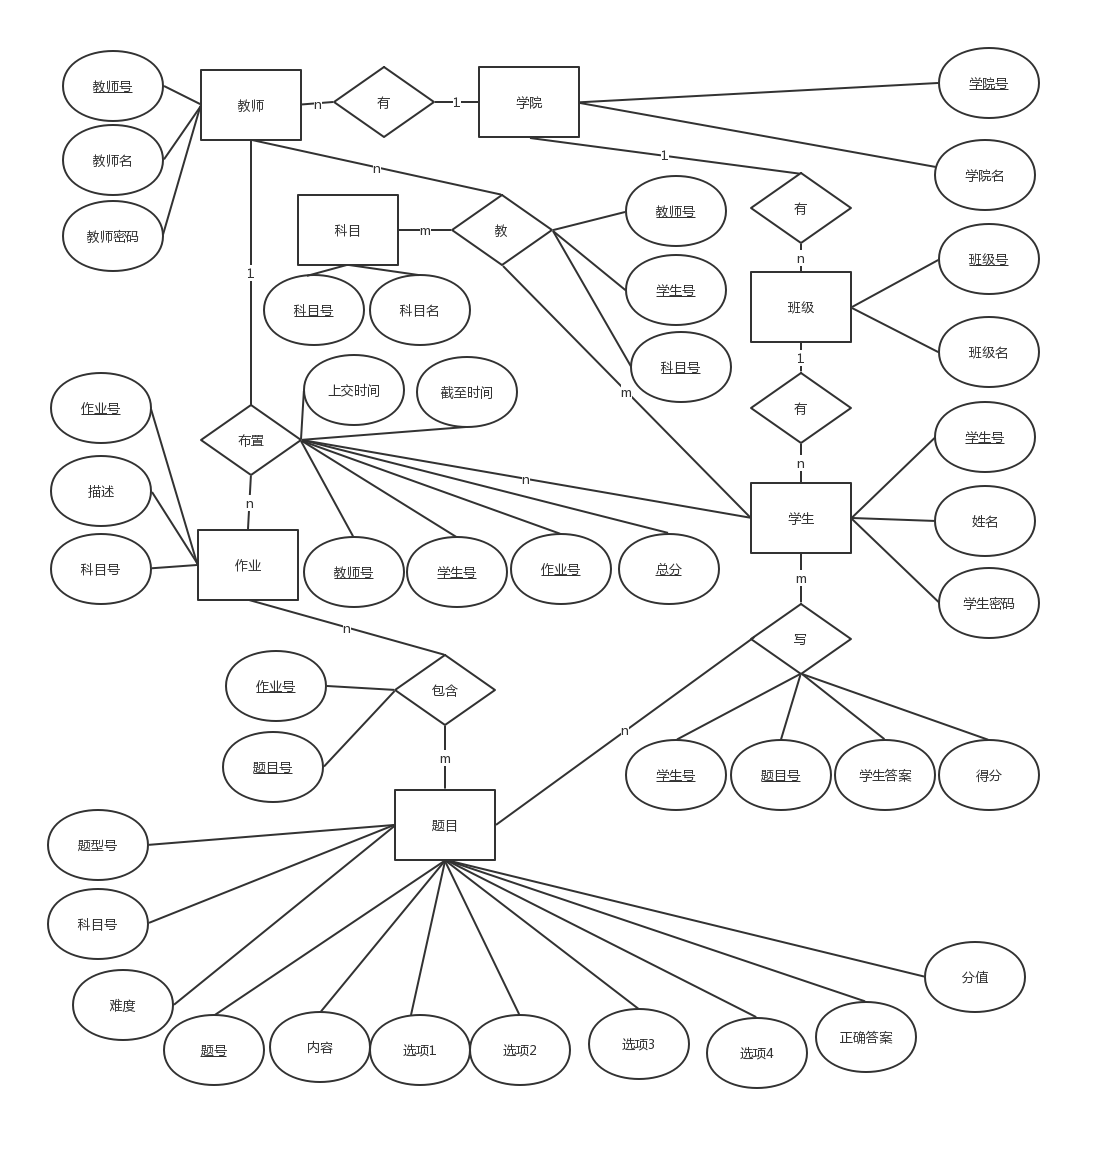 教师号
教师
n
有
1
学院
学院号
教师名
学院名
教师密码
n
1
科目
m
教
教师号
有
科目号
科目名
学生号
n
班级号
1
科目号
班级
班级名
上交时间
截至时间
m
1
有
作业号
布置
n
n
学生号
描述
n
学生
姓名
科目号
作业
教师号
学生号
作业号
总分
m
学生密码
n
写
作业号
包含
题目号
m
n
学生号
题目号
学生答案
得分
题型号
题目
科目号
难度
题号
内容
选项1
选项2
选项3
选项4
正确答案
分值